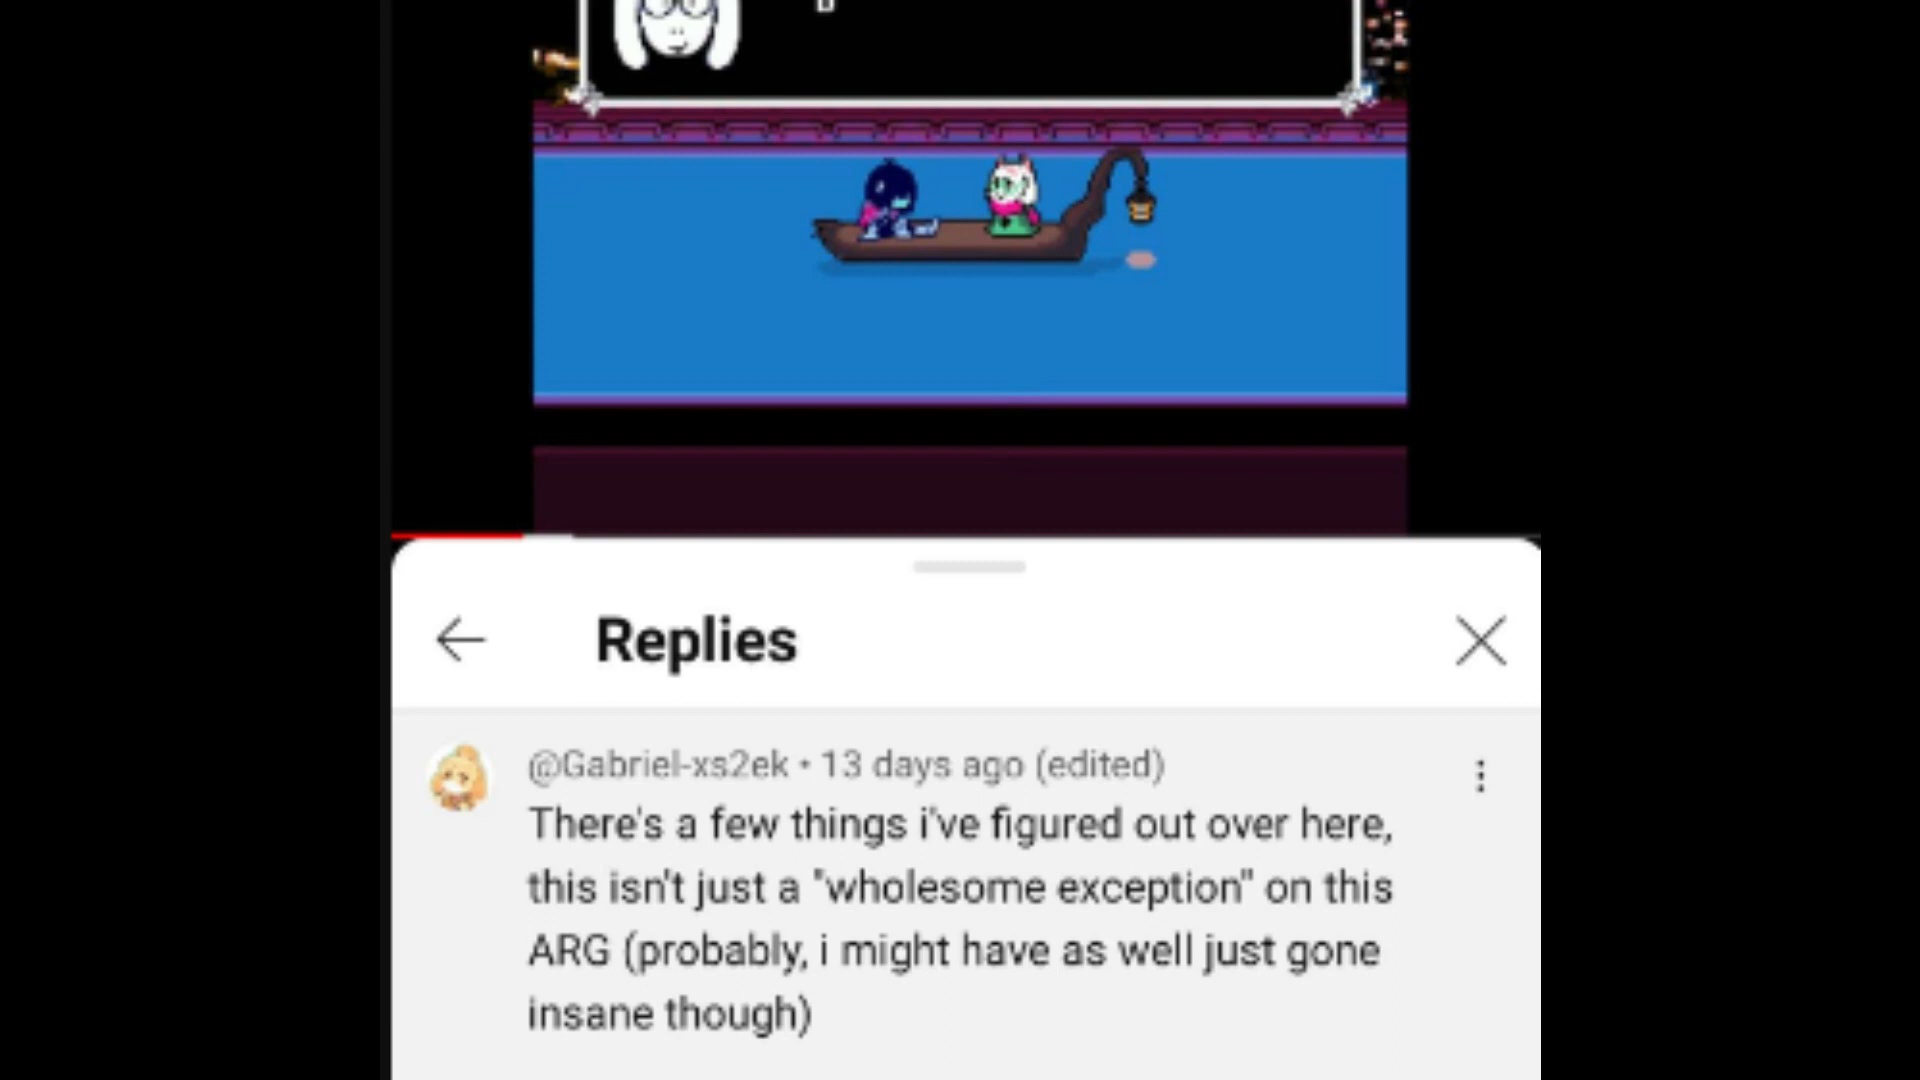 Replies
@Gabriel-xs2ek • 13 days ago (edited)
There's a few things i've figured out over here,
this isn't just a "wholesome exception" on this
ARG (probably, i might have as well just gone
insane though)